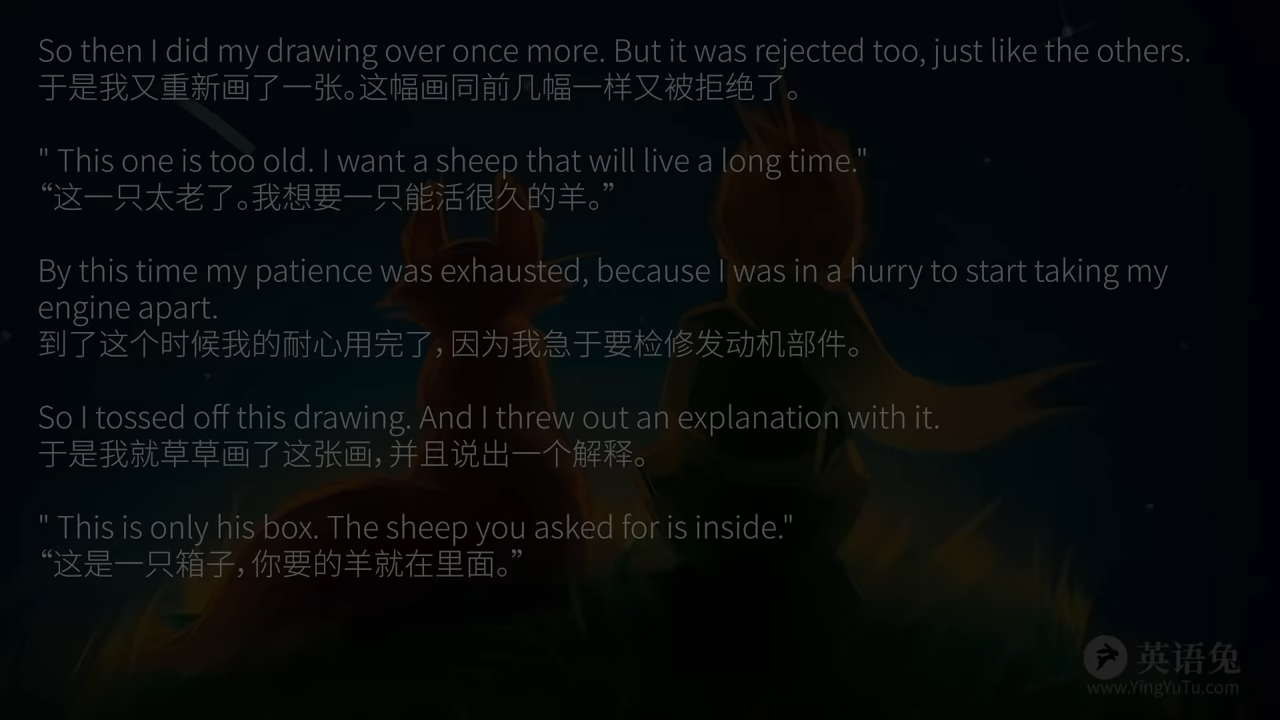 So then I did my drawing over once more. But it was rejected too, just like the others.
于是我又重新画了一张。这幅画同前几幅一样又被拒绝了。
" This one is too old. I want a sheep that will live a long time."
“这一只太老了。我想要一只能活很久的羊。”
By this time my patience was exhausted, because I was in a hurry to start taking my
engine apart.
到了这个时候我的耐心用完了，因为我急于要检修发动机部件。
So I tossed off this drawing. And I threw out an explanation with it.
于是我就草草画了这张画，并且说出一个解释。
" This is only his box. The sheep you asked for is inside."
“这是一只箱子，你要的羊就在里面。”
英语兔
www.YingYuTu.com